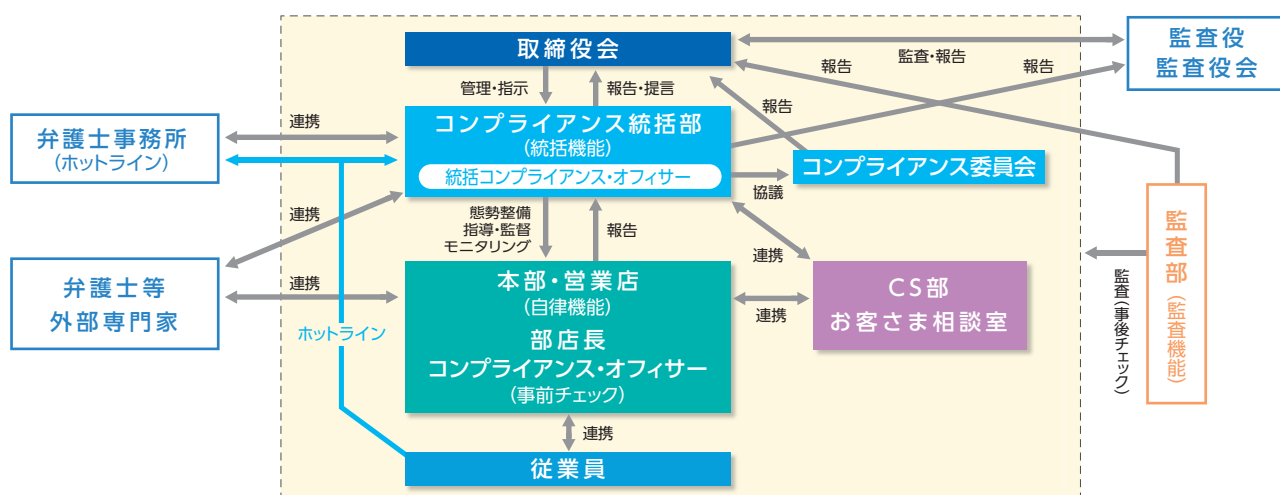 取締役会
監査・報告
監査役
監査役会
報告
報告
管理・指示
報告・提言
報告
弁護士事務所
(ホットライン)
連携
コンプライアンス統括部
(統括機能)
統括コンプライアンス・オフィサー
協議
コンプライアンス委員会
連携
態勢整備
指導・監督
モニタリング
報告
連携
監査部(監査機能)
監査(事後チェック)
弁護士等
外部専門家
連携
ホットライン
本部・営業店
(自律機能)
部店長
コンプライアンス・オフィサー
(事前チェック)
連携
CS部
お客さま相談室
連携
従業員